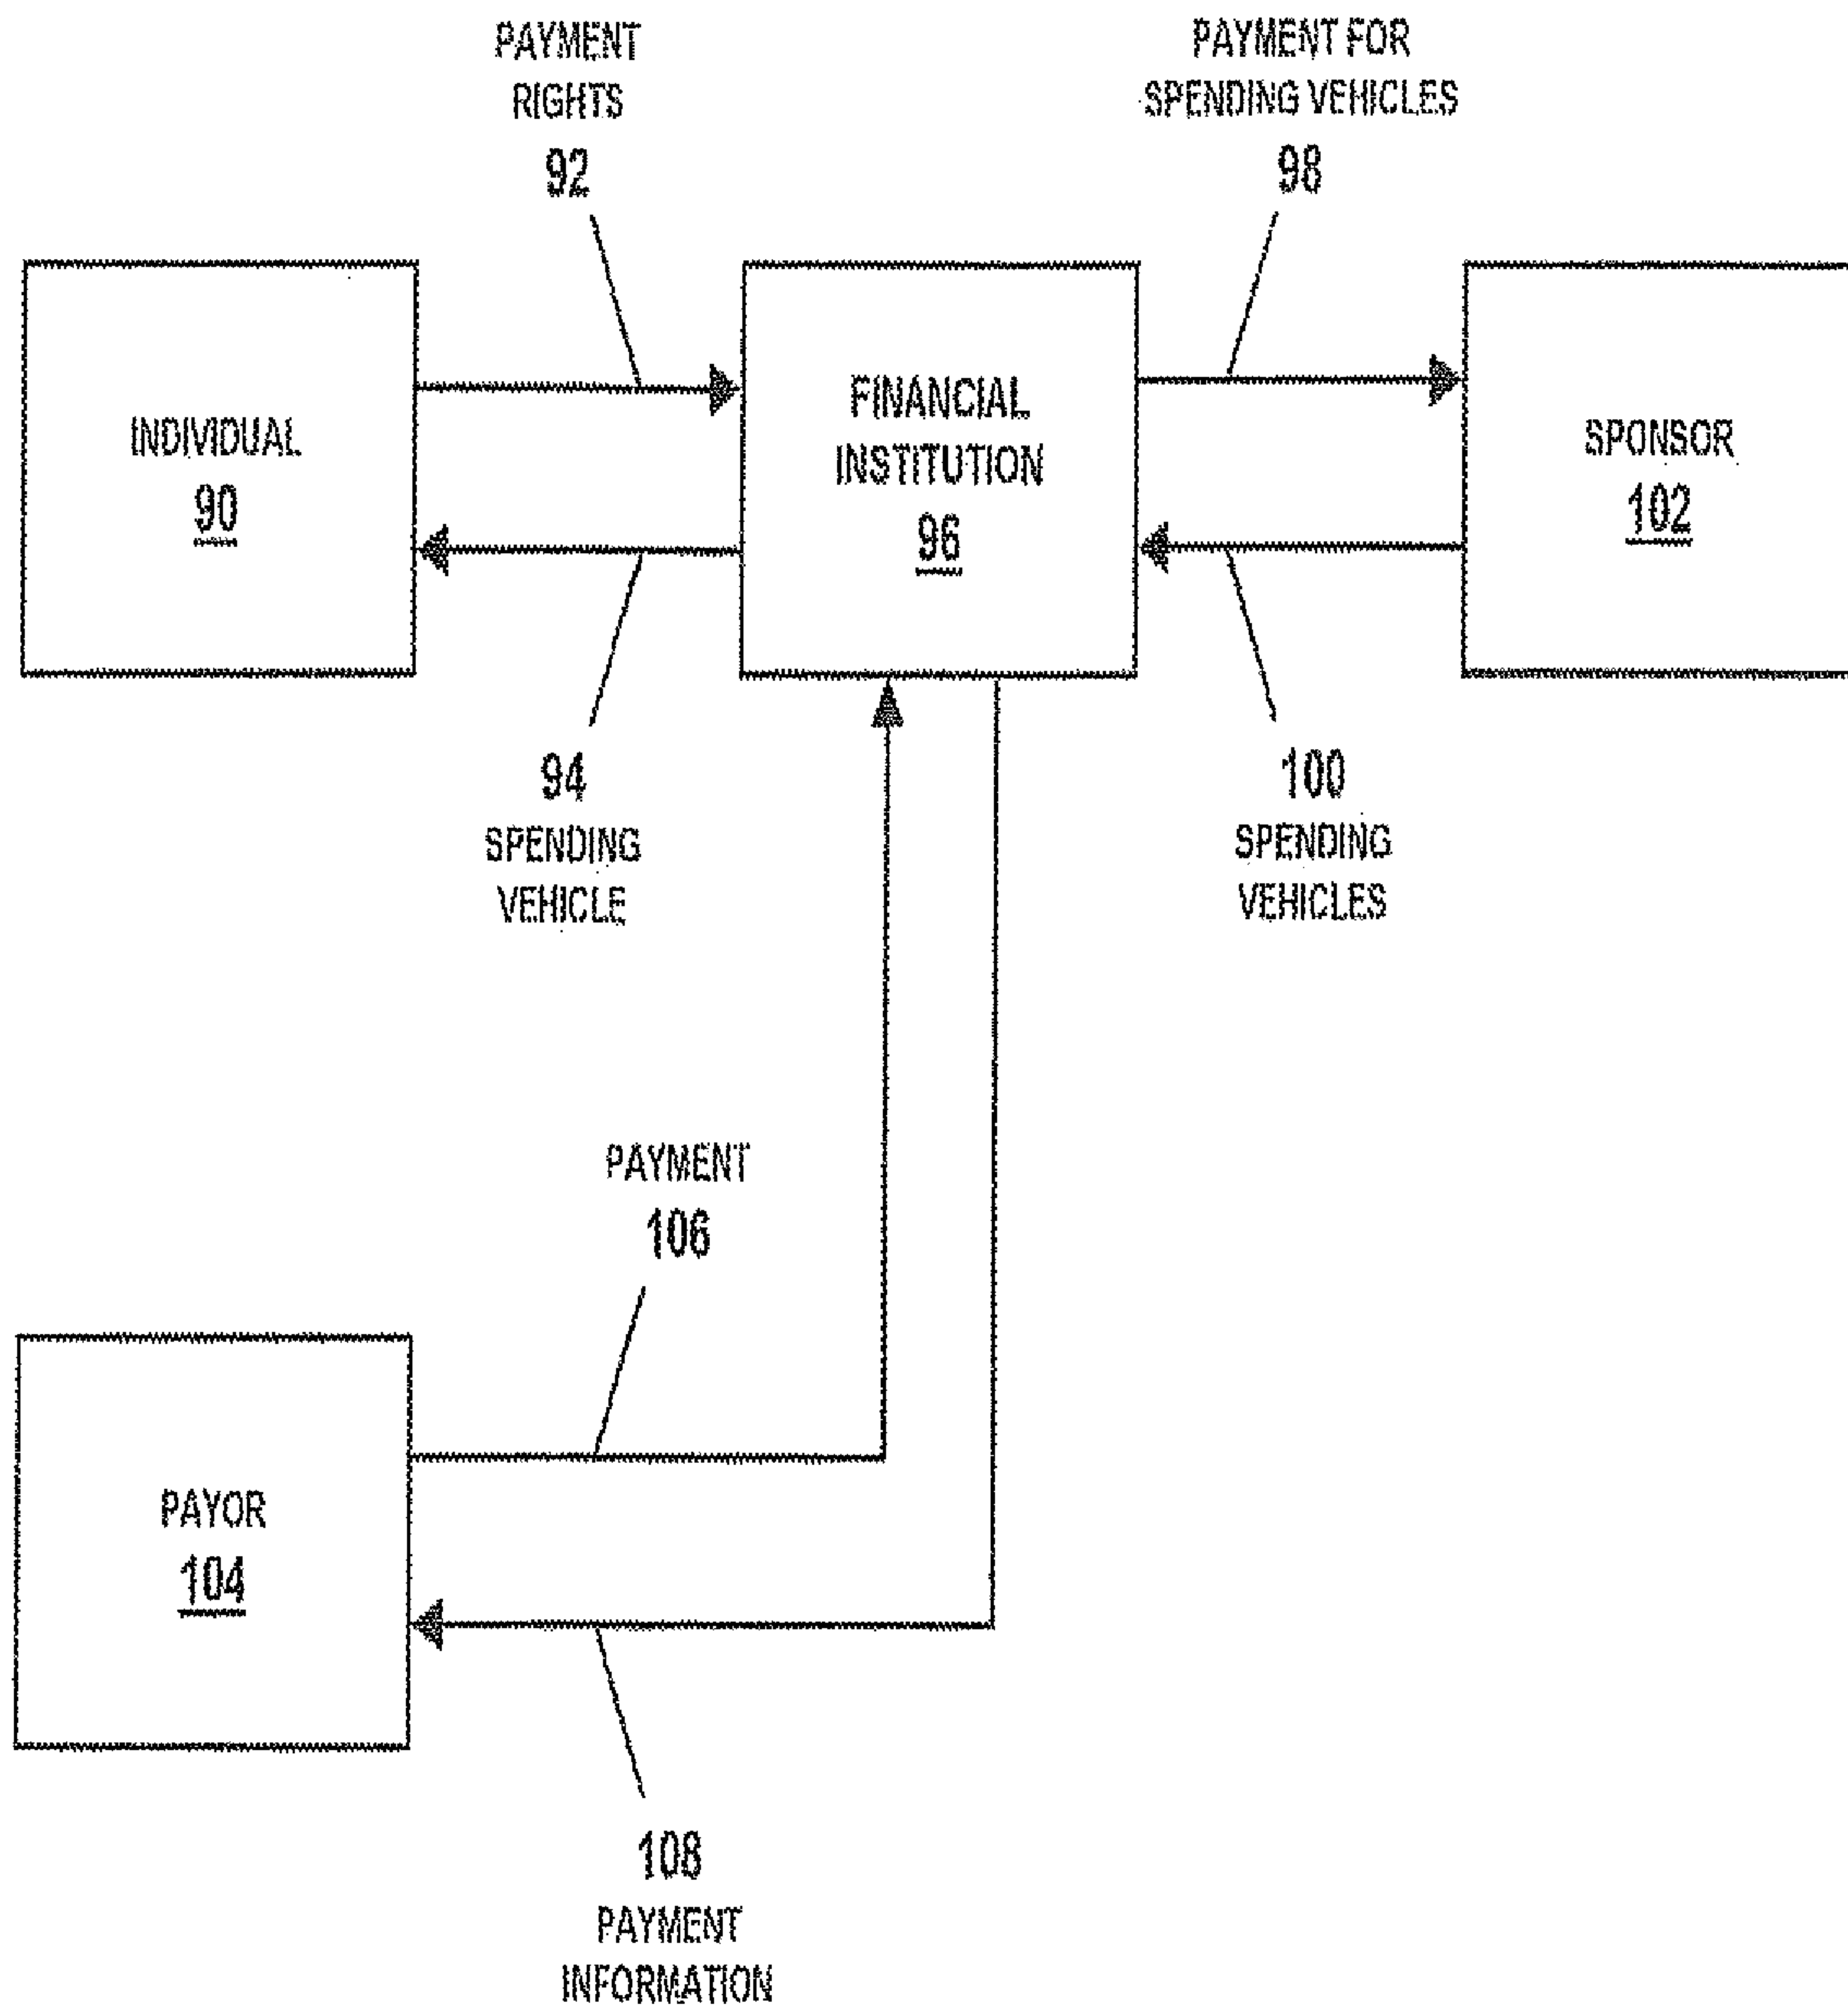 PAYMENT
RIGHTS
92
PAYMENT FOR
SPENDING VEHICLES
98
INDIVIDUAL
90
FINANCIAL
INSTITUTION
96
SPONSOR
102
94
SPENDING
VEHICLE
100
SPENDING
VEHICLES
PAYMENT
106
PAYOR
104
108
PAYMENT
INFORMATION